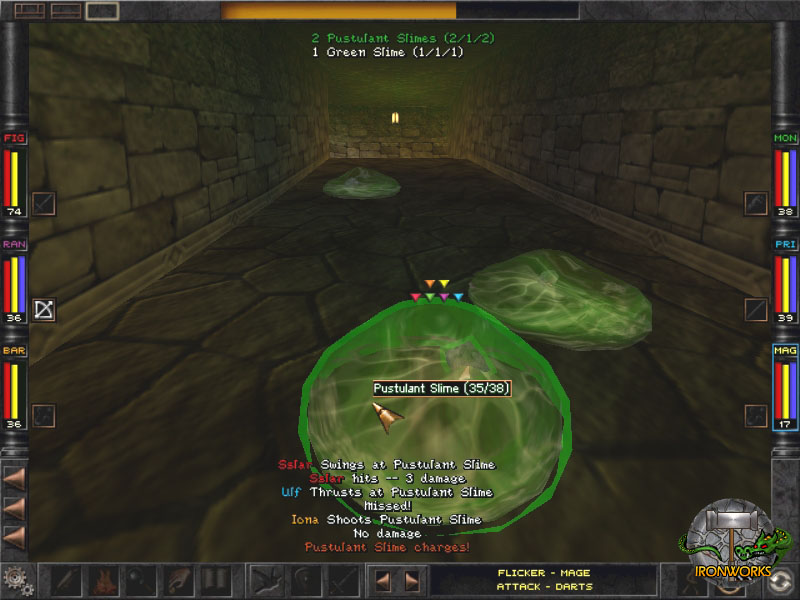 2 Pustulant Slimes (2/1/2)
1 Green Slime (1/1/1)
FIG
74
MON
38
RAN
36
PRI
39
BAR
36
MAG
17
Pustulant Slime (35/38)
Sslar Swings at Pustulant Slime
Sslar hits -- 3 damage
Ulf Thrusts at Pustulant Slime
Missed!
Iona Shoots Pustulant Slime
No damage
Pustulant Slime charges!
FLICKER - MAGE
ATTACK - DARTS
IRONWORKS